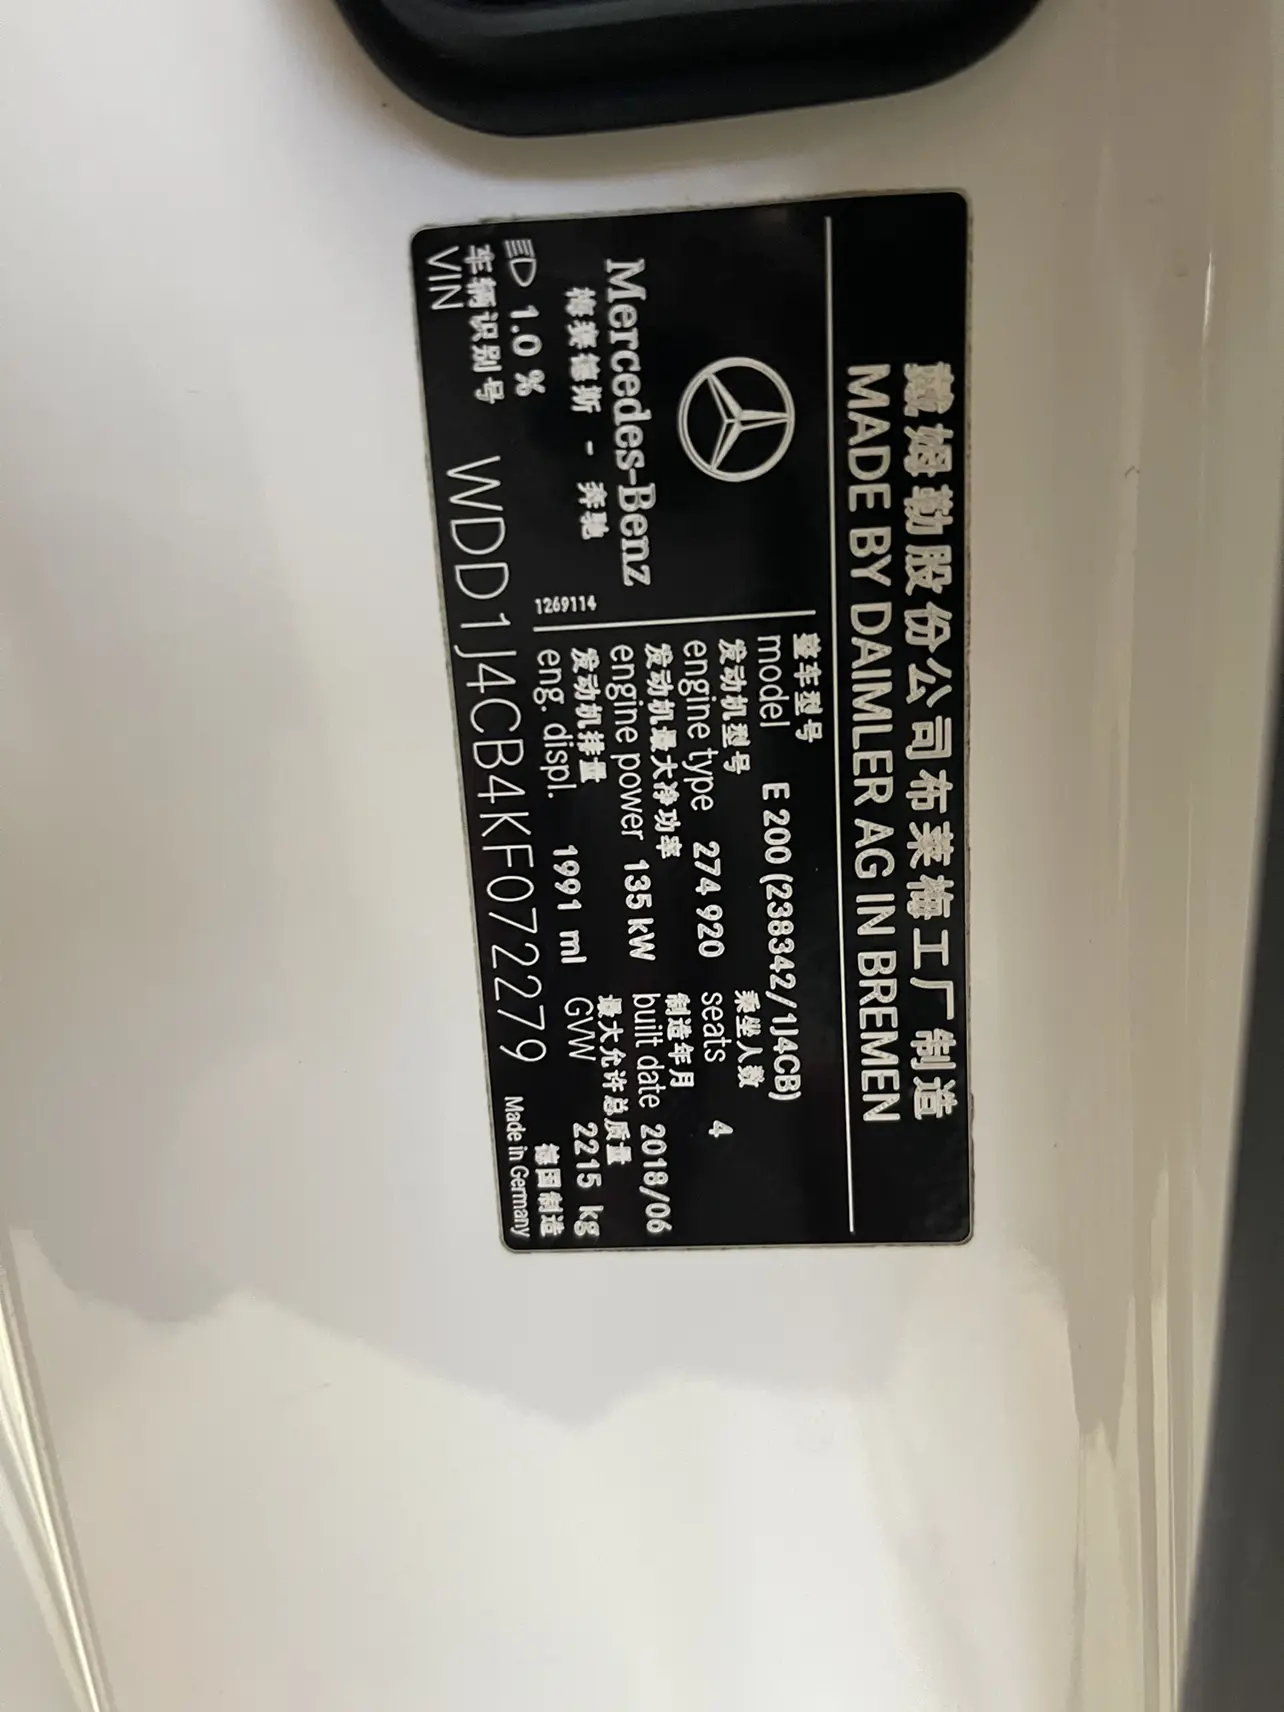 戴姆勒股份公司布莱梅工厂制造
MADE BY DAIMLER AG IN BREMEN
Mercedes-Benz
梅赛德斯 - 奔驰
1.0 %
1269114
整车型号
model E 200 (238342/1J4CB)
发动机型号 乘坐人数
engine type 274 920 seats 4
发动机最大净功率 制造年月
engine power 135 kW built date 2018/06
发动机排量 最大允许总质量
eng. displ. 1991 ml GVW 2215 kg
车辆识别号 德国制造
VIN WDD1J4CB4KF072279 Made in Germany